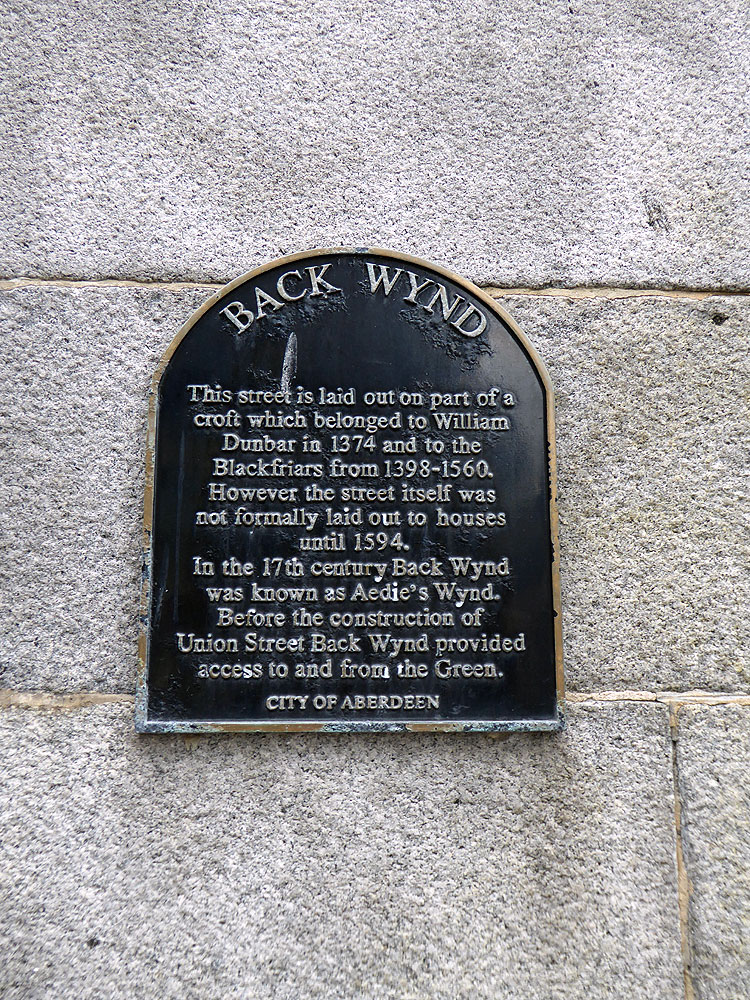 BACK WYND
This street is laid out on part of a
croft which belonged to William
Dunbar in 1374 and to the
Blackfriars from 1398-1560.
However the street itself was
not formally laid out to houses
until 1594.
In the 17th century Back Wynd
was known as Aedie's Wynd.
Before the construction of
Union Street Back Wynd provided
access to and from the Green.
CITY OF ABERDEEN